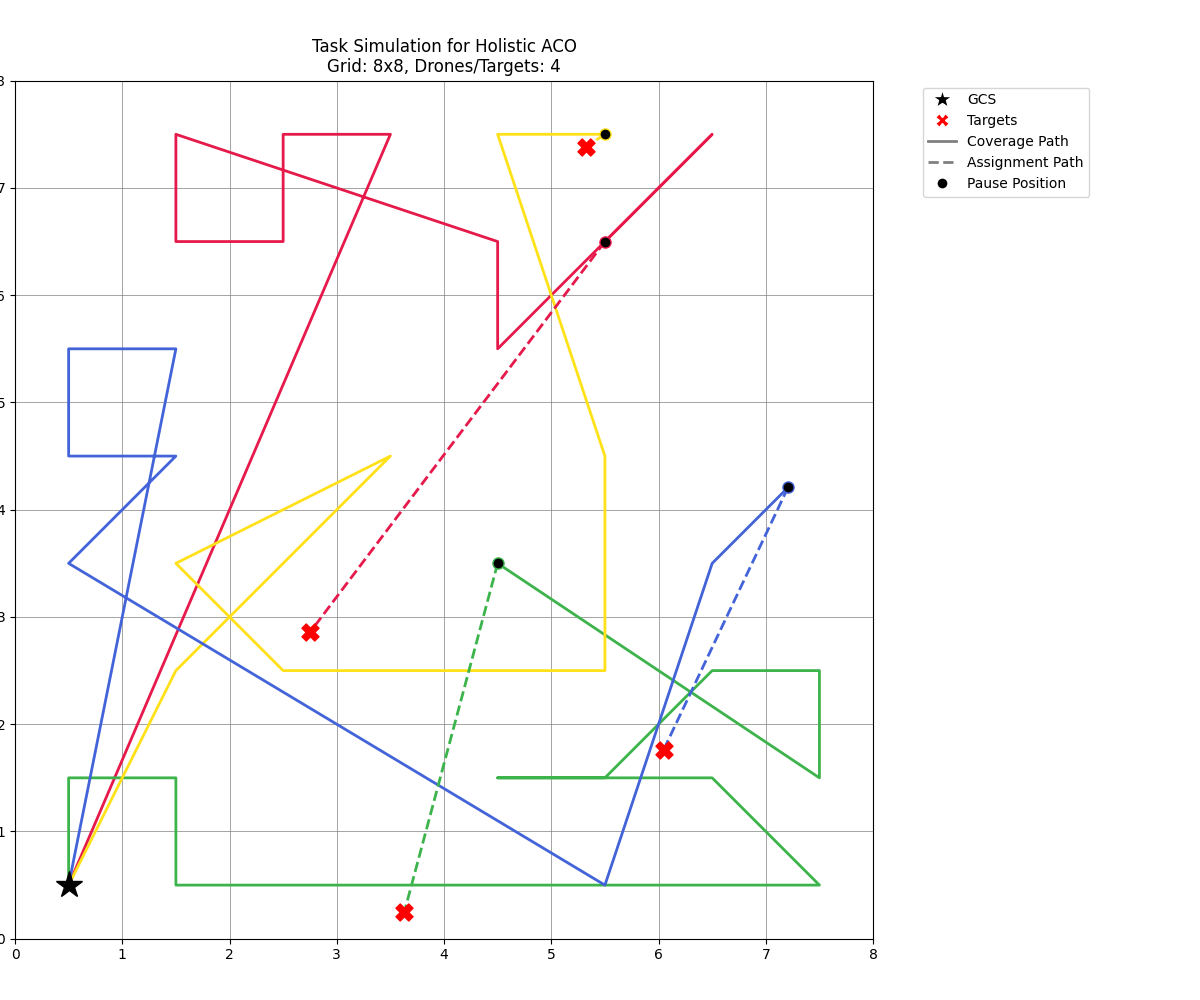 Task Simulation for Holistic ACO
Grid: 8x8, Drones/Targets: 4
GCS
Targets
Coverage Path
Assignment Path
Pause Position
8
7
6
5
4
3
2
1
0
0 1 2 3 4 5 6 7 8